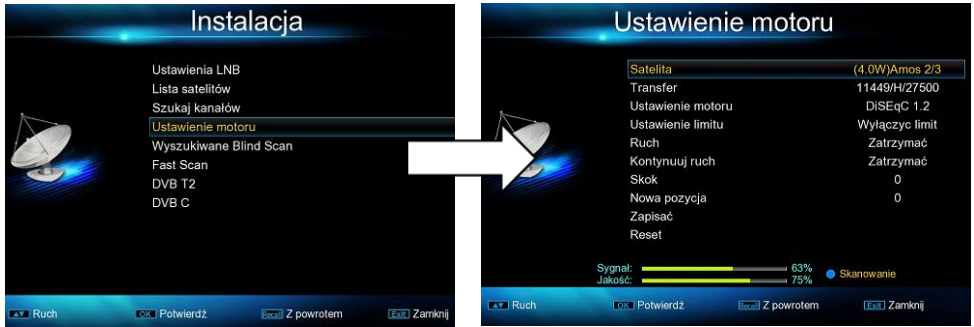 Instalacja
Ustawienia LNB
Lista satelitów
Szukaj kanałów
Ustawienie motoru
Wyszukiwane Blind Scan
Fast Scan
DVB T2
DVB C
▲▼ Ruch OK Potwierdź Recall Z powrotem Exit Zamknij
Ustawienie motoru
Satelita (4.0W)Amos 2/3
Transfer 11449/H/27500
Ustawienie motoru DiSEqC 1.2
Ustawienie limitu Wyłączyc limit
Ruch Zatrzymać
Kontynuuj ruch Zatrzymać
Skok 0
Nowa pozycja 0
Zapisać
Reset
Sygnał: 63%
Jakość: 75%
Skanowanie
▲▼ Ruch OK Potwierdź Recall Z powrotem Exit Zamknij